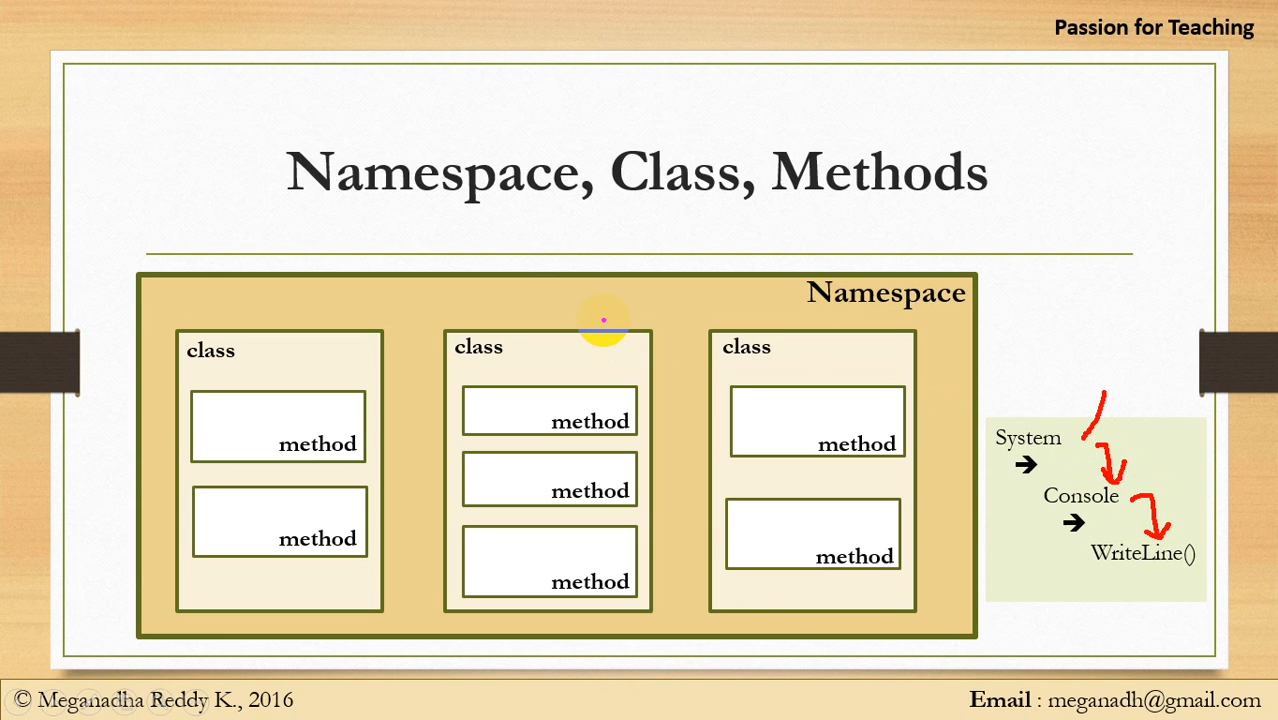 Passion for Teaching
Namespace, Class, Methods
Namespace
class
method
method
class
method
method
method
class
method
method
System
➔
Console
➔
WriteLine()
© Meganadha Reddy K., 2016
Email : meganadh@gmail.com